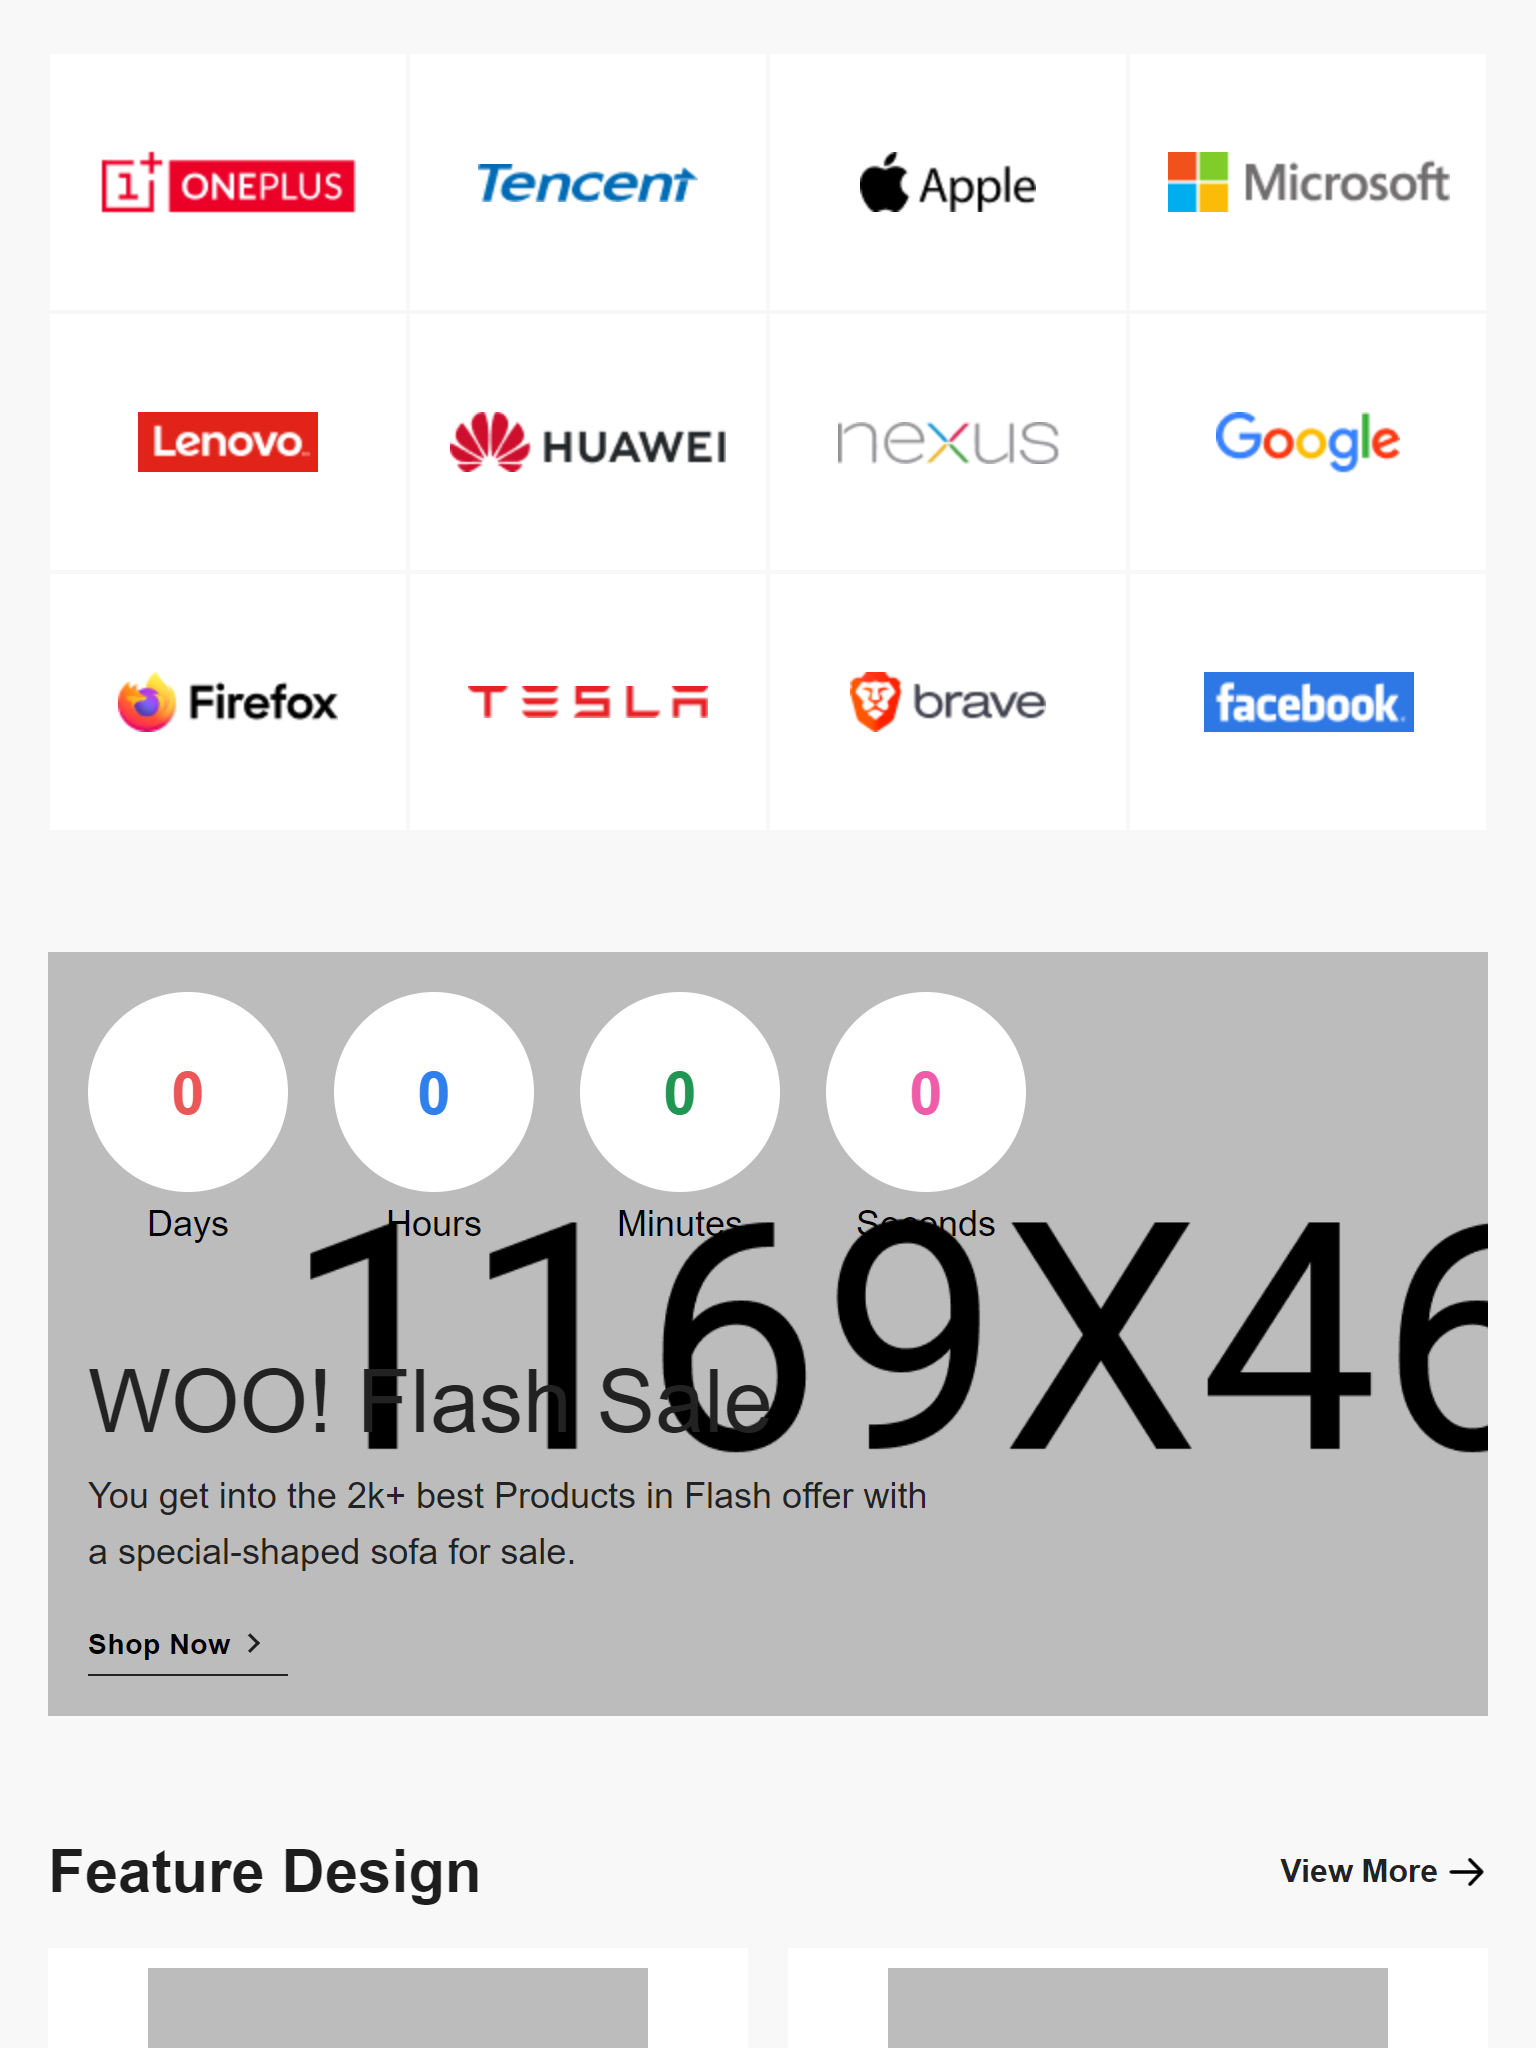 1+ ONEPLUS
Tencent
Apple
Microsoft
Lenovo
HUAWEI
nexus
Google
Firefox
TESLA
brave
facebook
0 0 0 0
Days Hours Minutes Seconds
1169X46
WOO! Flash Sale
You get into the 2k+ best Products in Flash offer with
a special-shaped sofa for sale.
Shop Now
Feature Design
View More